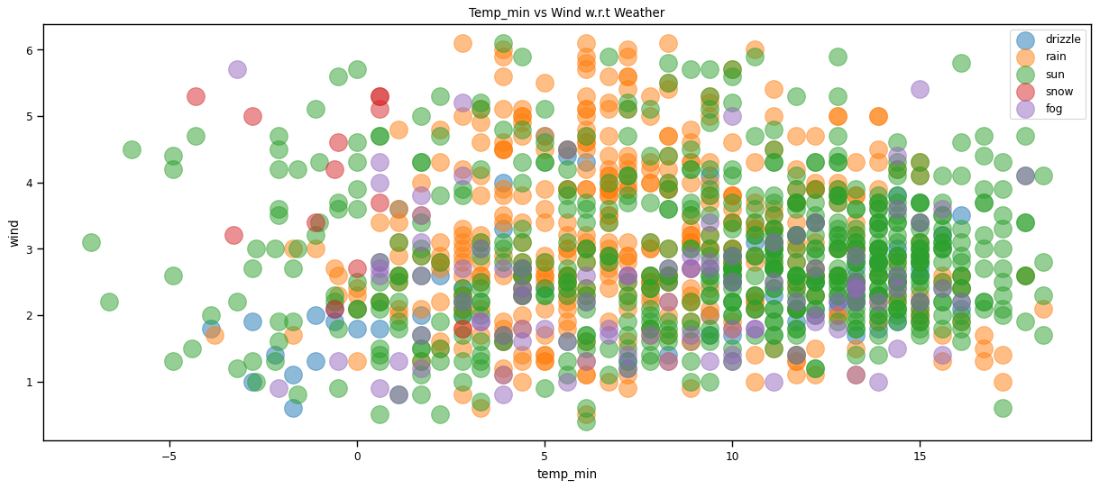 Temp_min vs Wind w.r.t Weather
drizzle
rain
sun
snow
fog
wind
6
5
4
3
2
1
−5
0
5
10
15
temp_min